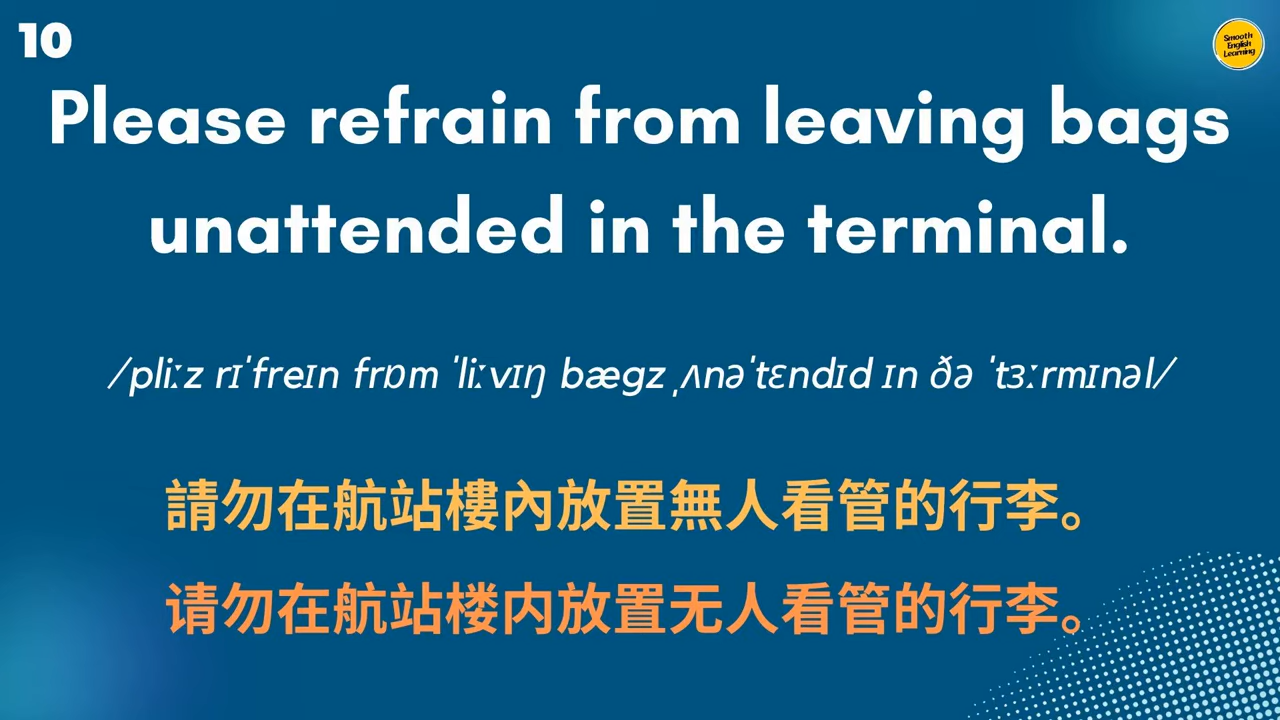 10
Smooth
English
Learning
Please refrain from leaving bags
unattended in the terminal.
/pliːz rɪˈfreɪn frɒm ˈliːvɪŋ bægz ˌʌnəˈtɛndɪd ɪn ðə ˈtɜːrmɪnəl/
請勿在航站樓內放置無人看管的行李。
请勿在航站楼内放置无人看管的行李。